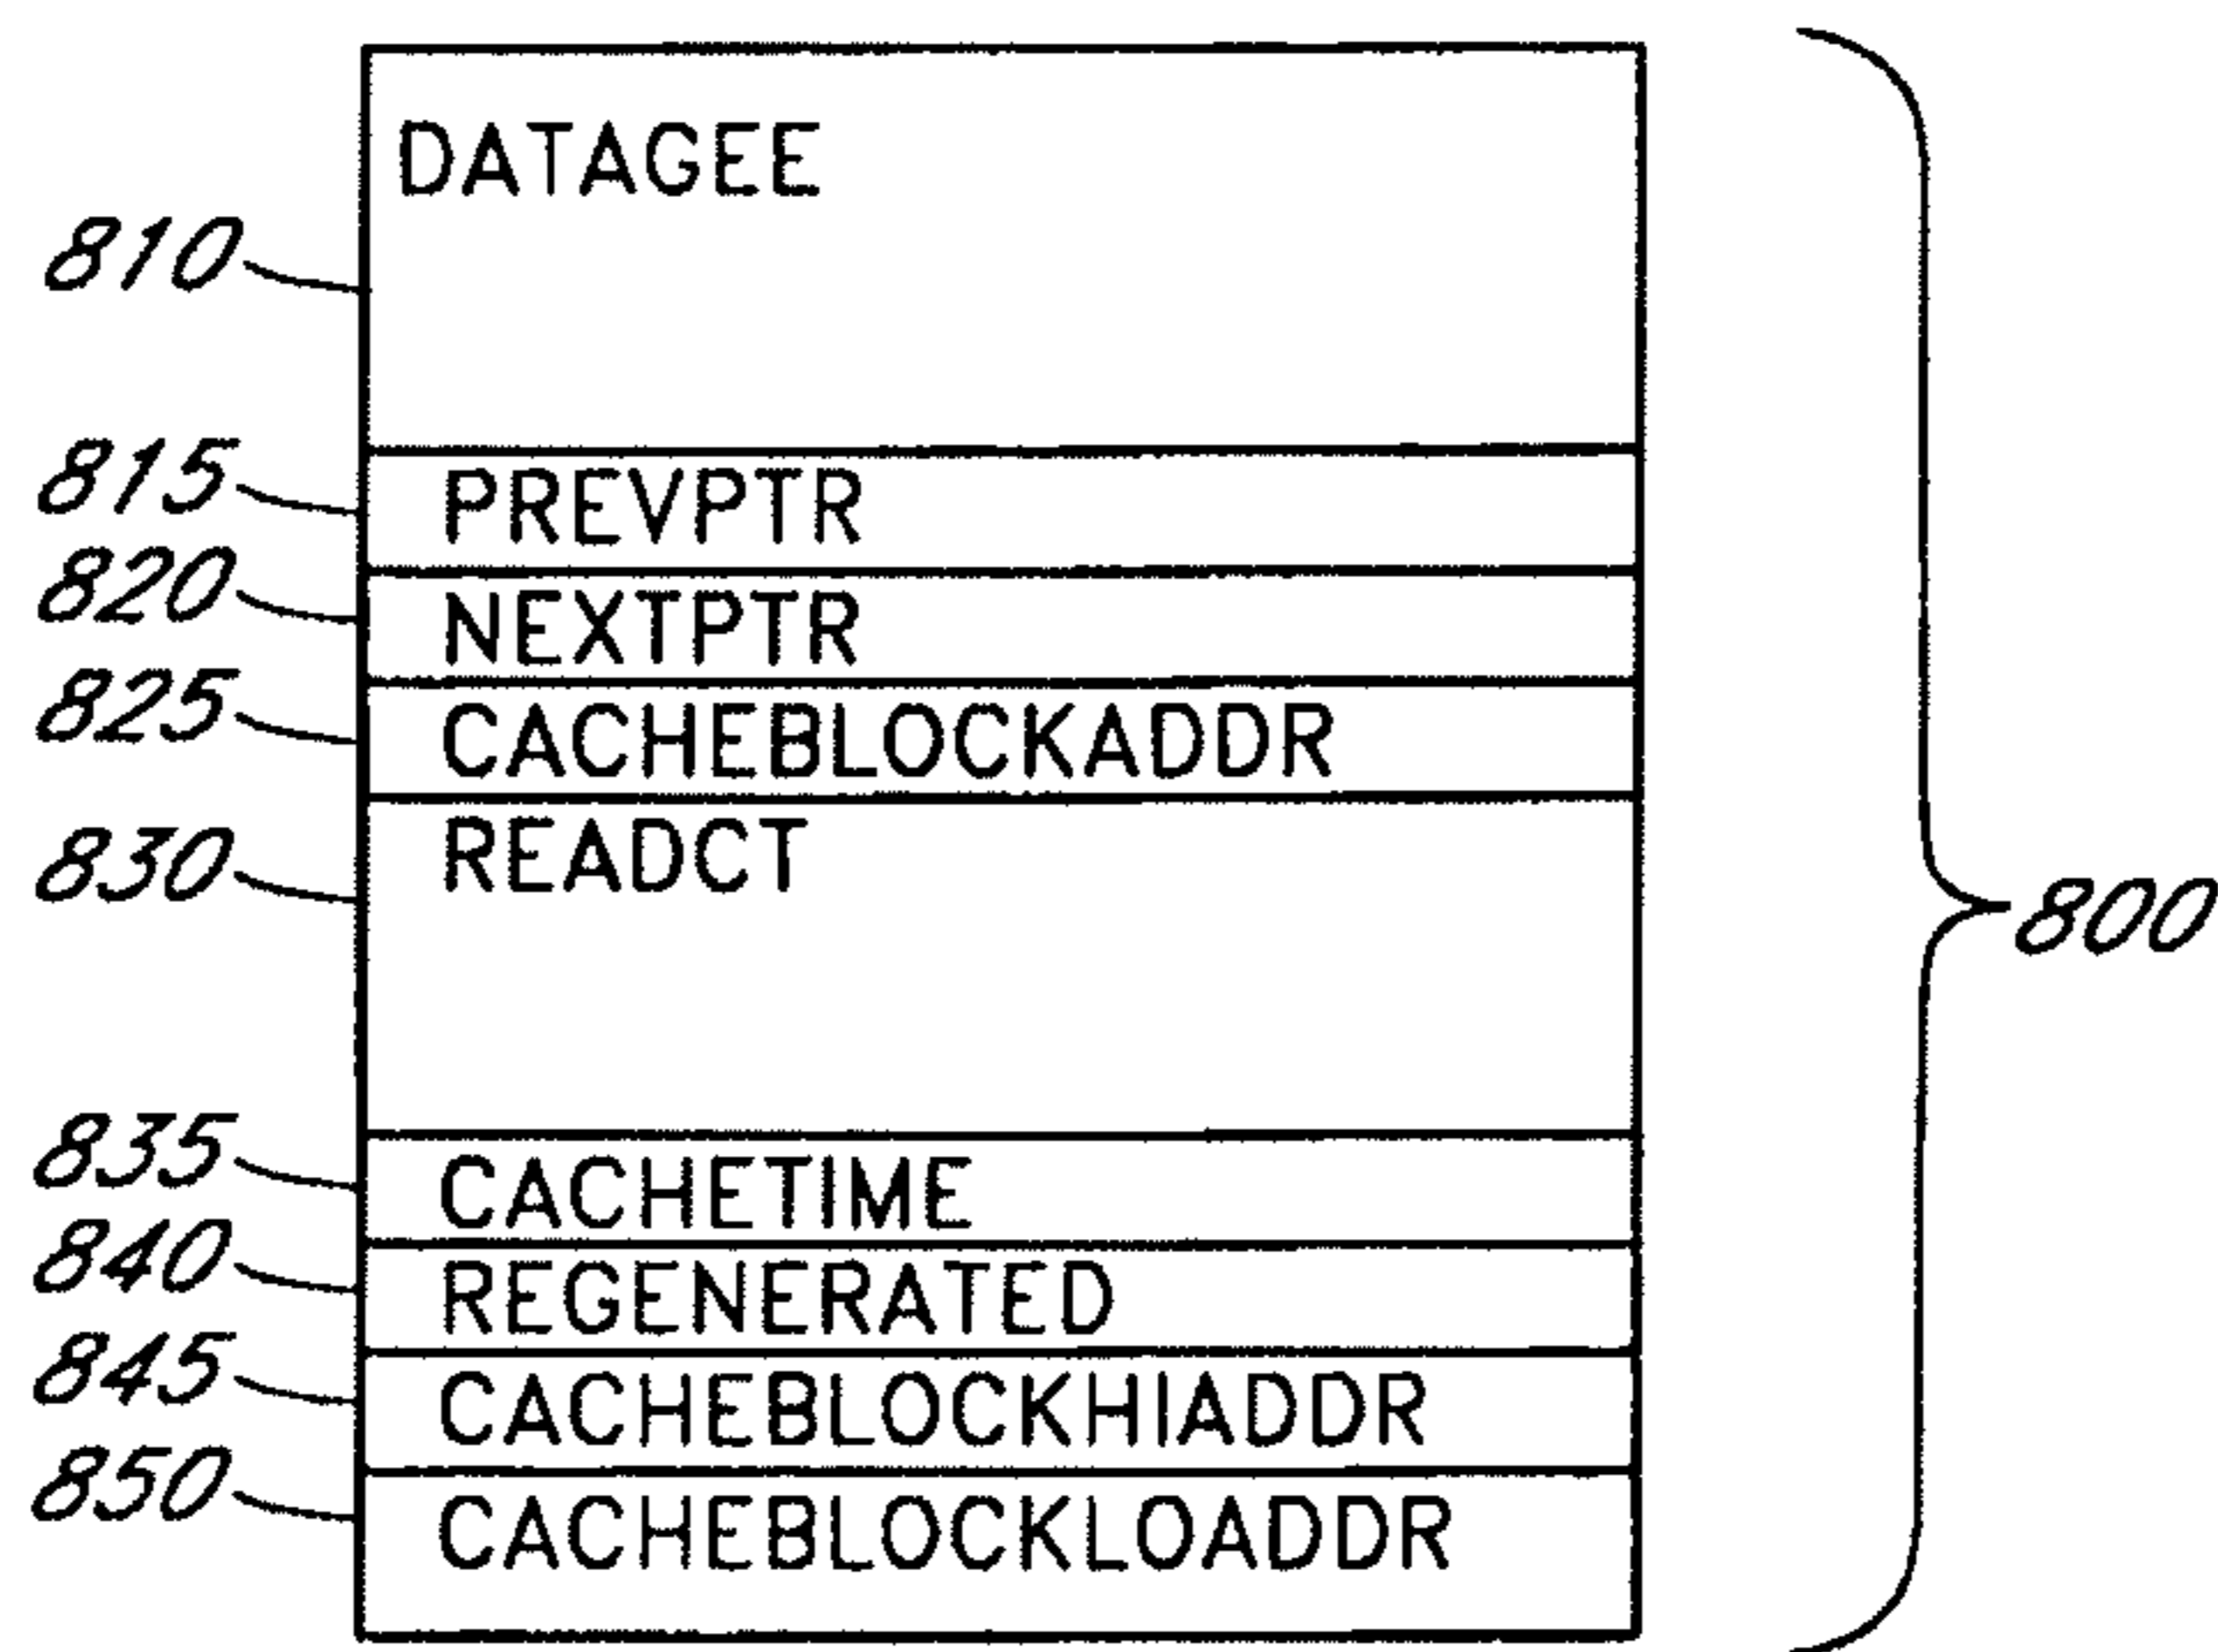 DATAGEE
810
815 PREVPTR
820 NEXTPTR
825 CACHEBLOCKADDR
830 READCT
800
835 CACHETIME
840 REGENERATED
845 CACHEBLOCKHIADDR
850 CACHEBLOCKLOADDR